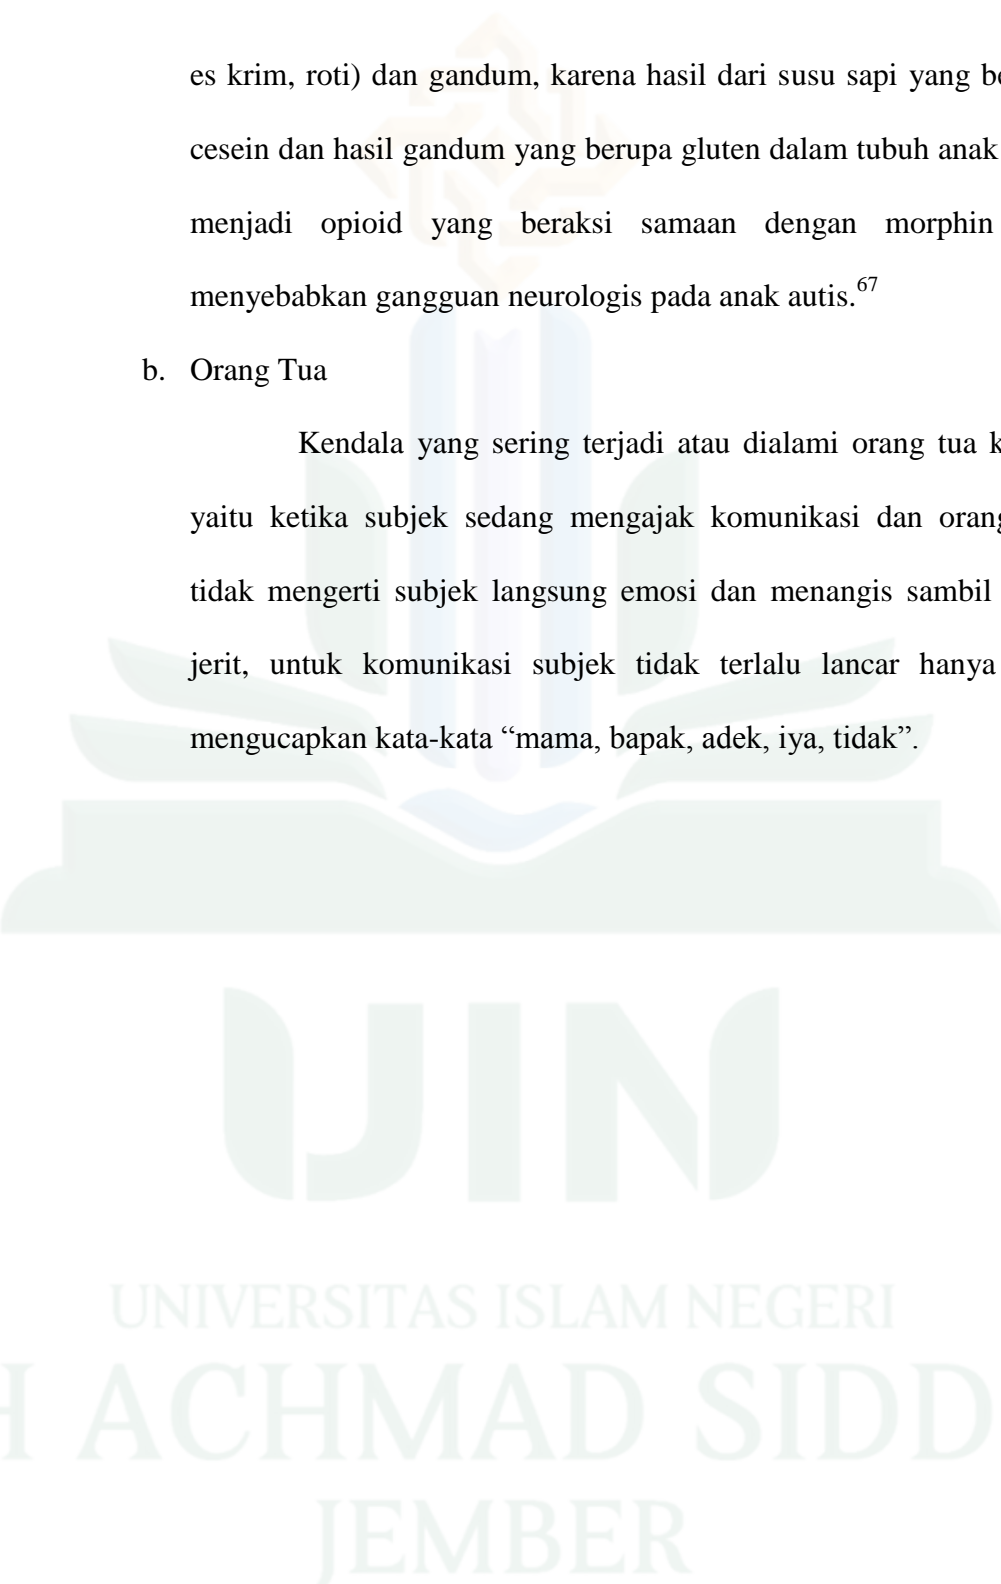 es krim, roti) dan gandum, karena hasil dari susu sapi yang
cesein dan hasil gandum yang berupa gluten dalam tubuh anak
menjadi opioid yang beraksi samaan dengan morphin
menyebabkan gangguan neurologis pada anak autis.67
b. Orang Tua
Kendala yang sering terjadi atau dialami orang tua
yaitu ketika subjek sedang mengajak komunikasi dan orang
tidak mengerti subjek langsung emosi dan menangis sambil
jerit, untuk komunikasi subjek tidak terlalu lancar hanya
mengucapkan kata-kata “mama, bapak, adek, iya, tidak”.
UIN
UNIVERSITAS ISLAM NEGERI
H ACHMAD SIDD
JEMBER